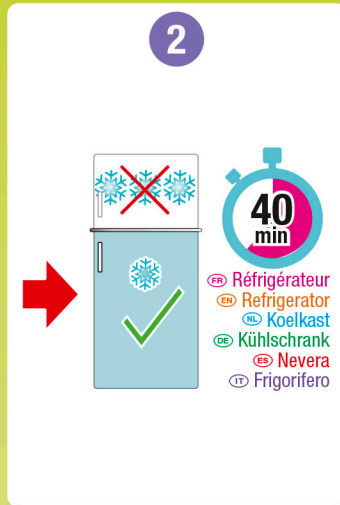 2
40
min
FR Réfrigérateur
EN Refrigerator
NL Koelkast
DE Kühlschrank
ES Nevera
IT Frigorifero